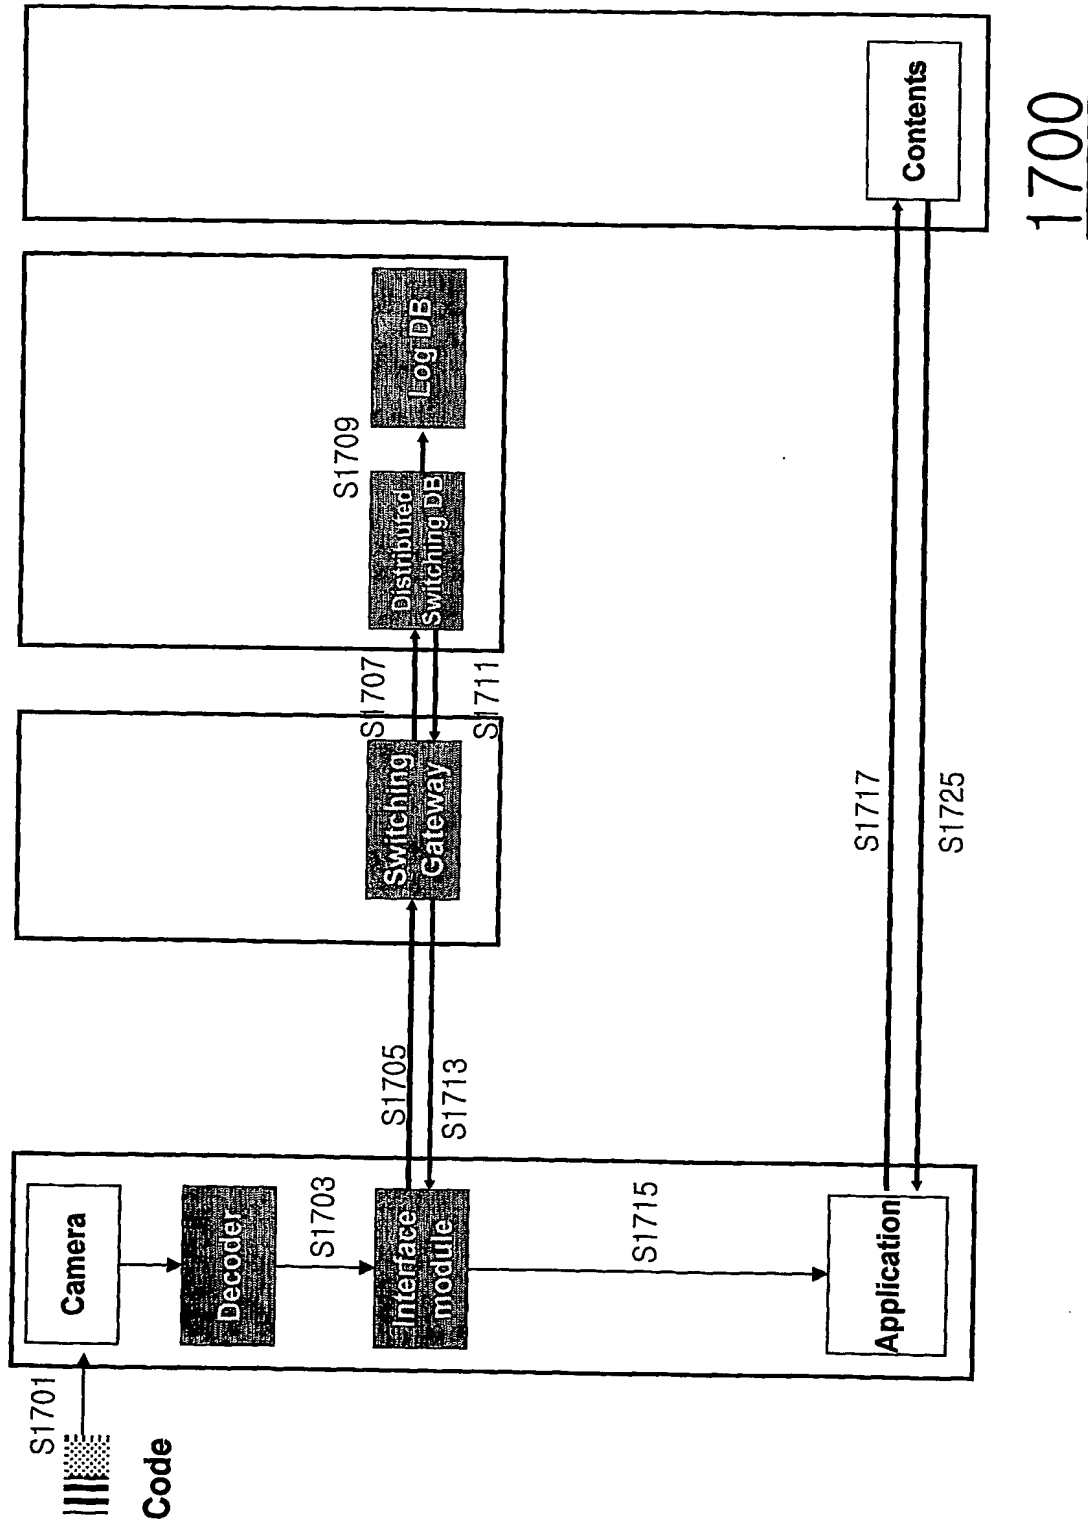 Code
S1701
Camera
Decoder
S1703
Interface
module
S1715
Application
S1705
S1713
Switching
Gateway
S1707
S1711
Distributed
Switching DB
S1709
Log DB
S1717
S1725
Contents
1700